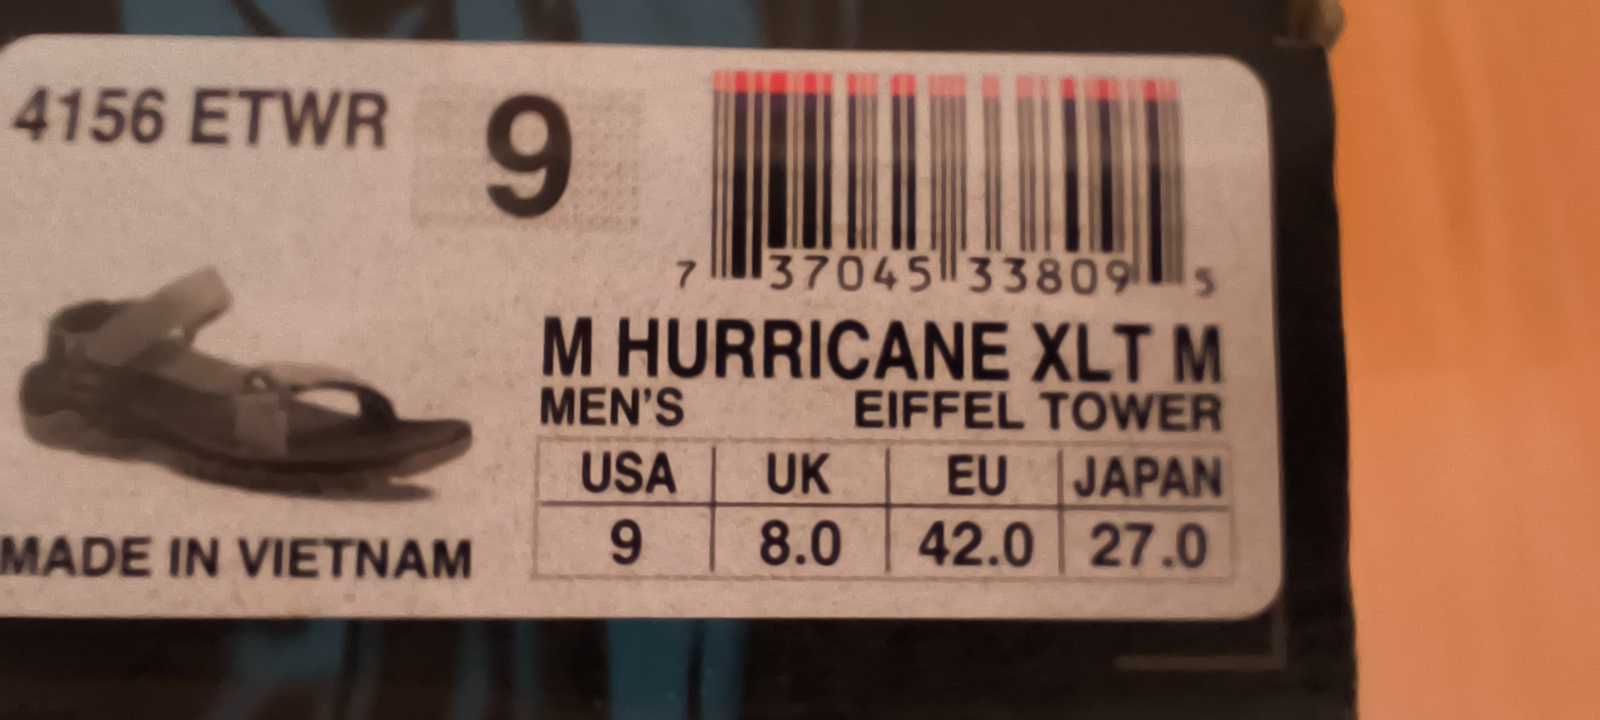 4156 ETWR
9
7 37045 33809 5
M HURRICANE XLT M
MEN'S EIFFEL TOWER
USA UK EU JAPAN
9 8.0 42.0 27.0
MADE IN VIETNAM